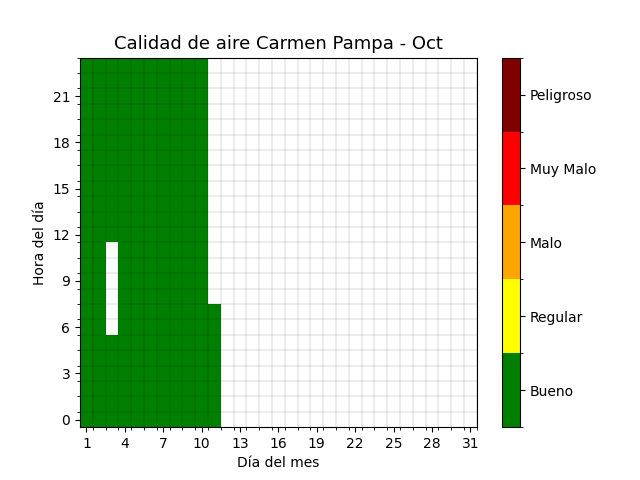 Calidad de aire Carmen Pampa - Oct
Hora del día
21
18
15
12
9
6
3
0
1 4 7 10 13 16 19 22 25 28 31
Día del mes
Peligroso
Muy Malo
Malo
Regular
Bueno